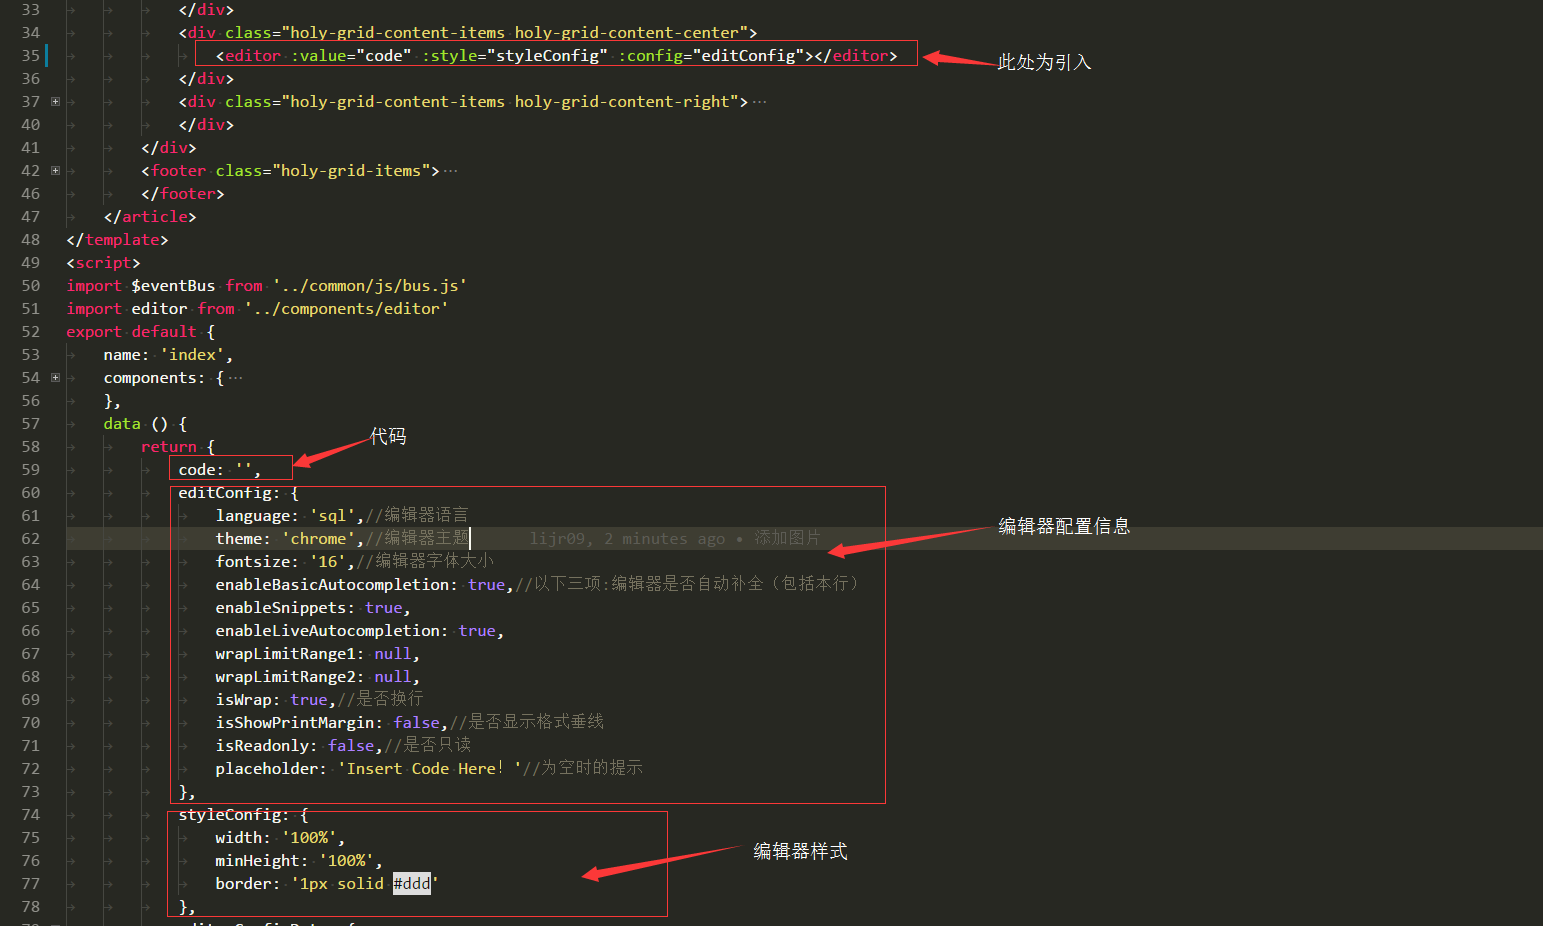 33 </div>
34 <div class="holy-grid-content-items holy-grid-content-center">
35 <editor :value="code" :style="styleConfig" :config="editConfig"></editor> 此处为引入
36 </div>
37 <div class="holy-grid-content-items holy-grid-content-right">…
40 </div>
41 </div>
42 <footer class="holy-grid-items">…
46 </footer>
47 </article>
48 </template>
49 <script>
50 import $eventBus from '../common/js/bus.js'
51 import editor from '../components/editor'
52 export default {
53 name: 'index',
54 components: {…
56 },
57 data () {
代码
58 return {
59 code: '',
60 editConfig: {
61 language: 'sql',//编辑器语言
编辑器配置信息
62 theme: 'chrome',//编辑器主题 lijr09, 2 minutes ago • 添加图片
63 fontsize: '16',//编辑器字体大小
64 enableBasicAutocompletion: true,//以下三项:编辑器是否自动补全（包括本行）
65 enableSnippets: true,
66 enableLiveAutocompletion: true,
67 wrapLimitRange1: null,
68 wrapLimitRange2: null,
69 isWrap: true,//是否换行
70 isShowPrintMargin: false,//是否显示格式垂线
71 isReadonly: false,//是否只读
72 placeholder: 'Insert Code Here！'//为空时的提示
73 },
74 styleConfig: {
75 width: '100%',
编辑器样式
76 minHeight: '100%',
77 border: '1px solid #ddd'
78 },